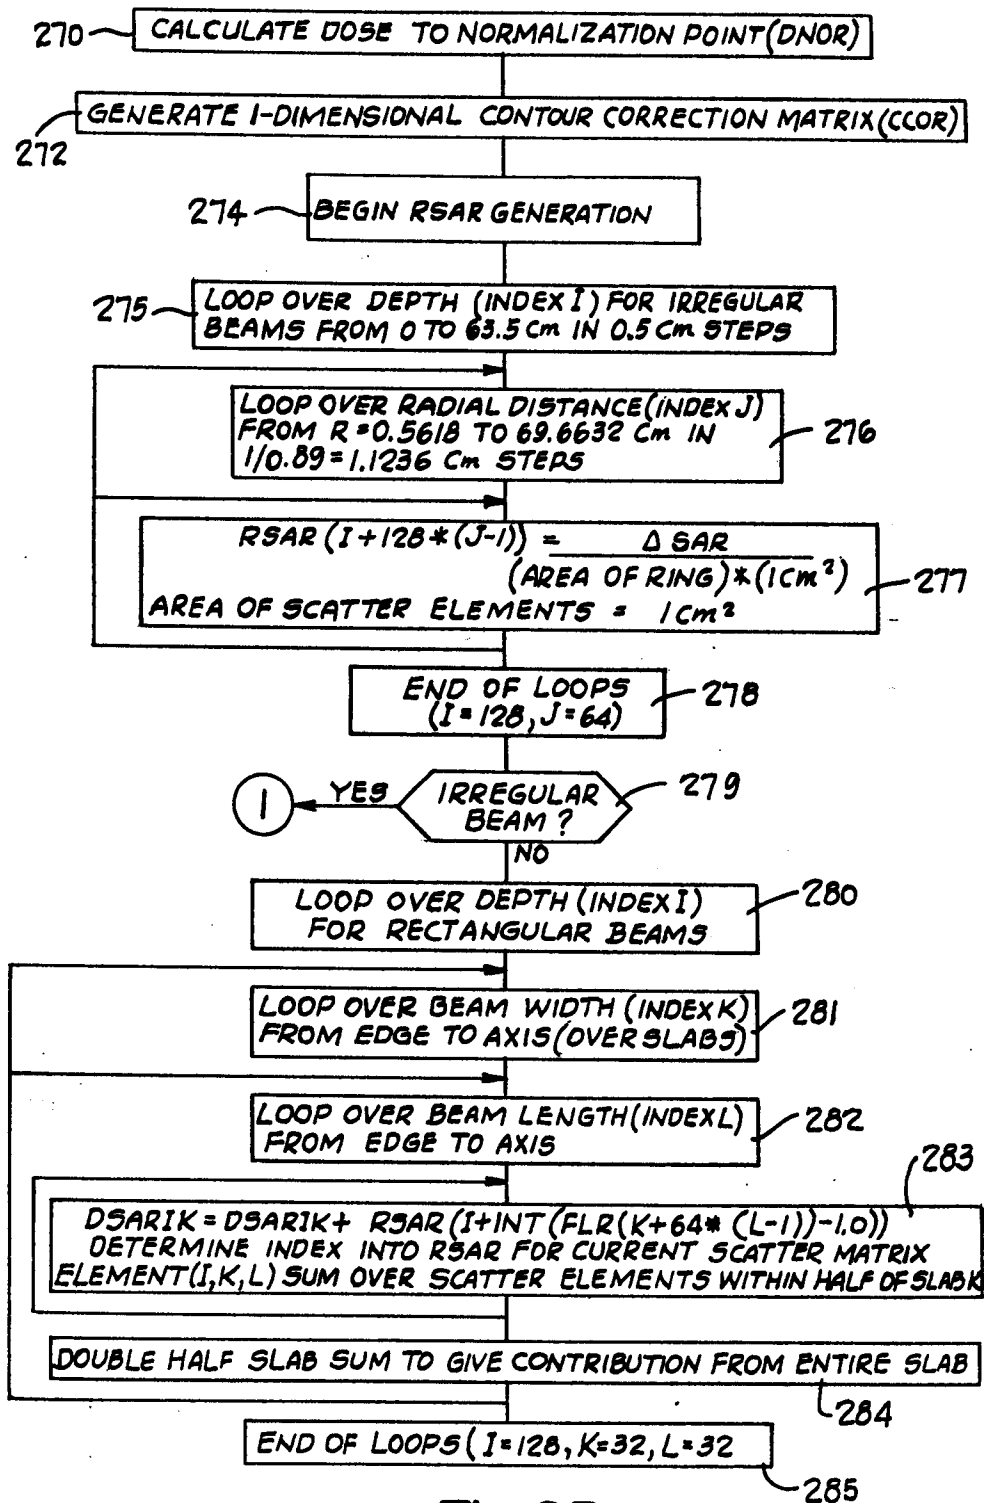 270
CALCULATE DOSE TO NORMALIZATION POINT (DNOR)
GENERATE 1-DIMENSIONAL CONTOUR CORRECTION MATRIX (CCOR)
272
274
BEGIN RSAR GENERATION
275
LOOP OVER DEPTH (INDEX I) FOR IRREGULAR
BEAMS FROM 0 TO 63.5 Cm IN 0.5 Cm STEPS
LOOP OVER RADIAL DISTANCE (INDEX J)
FROM R=0.5618 TO 69.6632 Cm IN
1/0.89=1.1236 Cm STEPS
276
RSAR (I+128*(J-1)) = Δ SAR
(AREA OF RING)*(1Cm²)
AREA OF SCATTER ELEMENTS = 1Cm²
277
END OF LOOPS
(I=128, J=64)
278
1
YES
IRREGULAR
BEAM?
279
NO
LOOP OVER DEPTH (INDEX I)
FOR RECTANGULAR BEAMS
280
LOOP OVER BEAM WIDTH (INDEX K)
FROM EDGE TO AXIS (OVER SLABS)
281
LOOP OVER BEAM LENGTH (INDEX L)
FROM EDGE TO AXIS
282
283
DSARIK = DSARIK + RSAR (I+INT (FLR(K+64* (L-1))-1.0))
DETERMINE INDEX INTO RSAR FOR CURRENT SCATTER MATRIX
ELEMENT (I,K,L) SUM OVER SCATTER ELEMENTS WITHIN HALF OF SLAB K
DOUBLE HALF SLAB SUM TO GIVE CONTRIBUTION FROM ENTIRE SLAB
284
END OF LOOPS (I=128, K=32, L=32
285